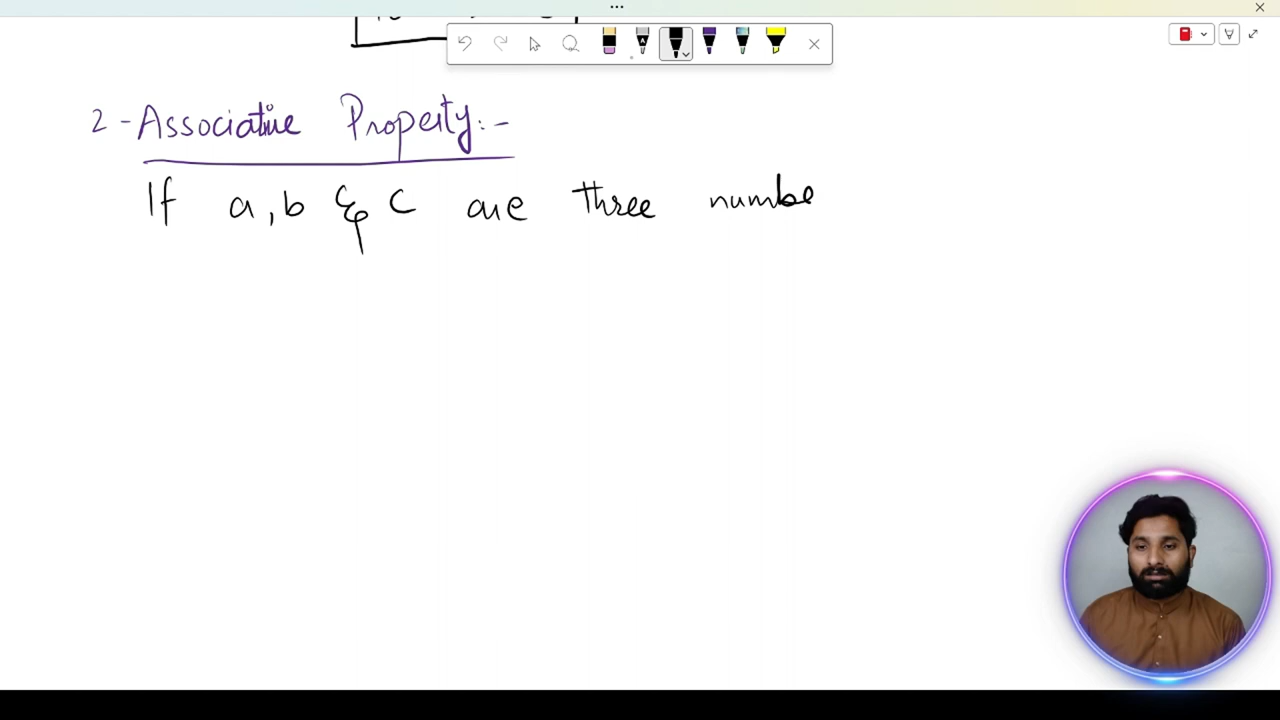 2 - Associative Property:-
If a, b & c are three numbe